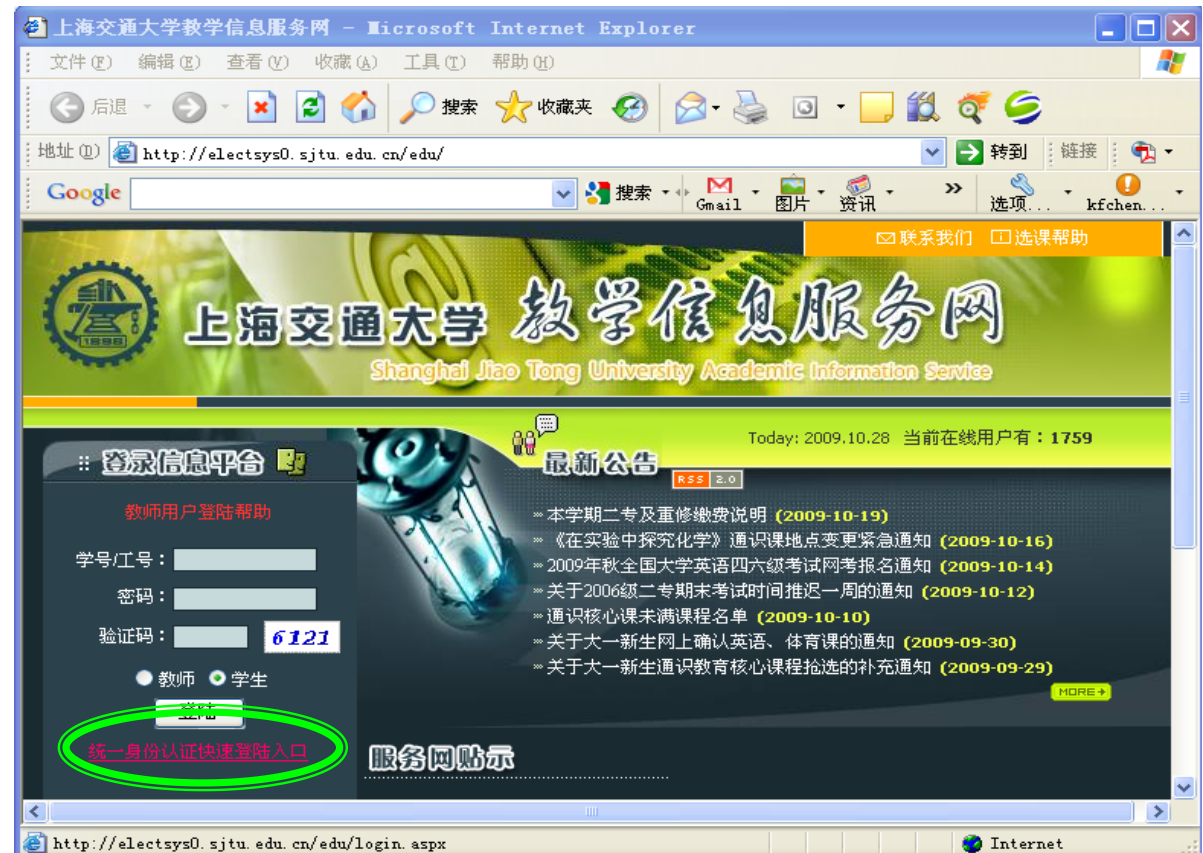 上海交通大学教学信息服务网 - Microsoft Internet Explorer
文件(F) 编辑(E) 查看(V) 收藏(A) 工具(T) 帮助(H)
后退 搜索 收藏夹
地址(D) http://electsys0.sjtu.edu.cn/edu/ 转到 链接
Google 搜索 Gmail 图片 资讯 » 选项... kfchen...
联系我们 选课帮助
上海交通大学 教学信息服务网
1896
Shanghai Jiao Tong University Academic Information Service
Today: 2009.10.28 当前在线用户有：1759
登录信息平台
最新公告
RSS 2.0
教师用户登陆帮助
学号/工号：
密码：
验证码： 6121
教师 学生
登陆
统一身份认证快速登陆入口
本学期二专及重修缴费说明 (2009-10-19)
《在实验中探究化学》通识课地点变更紧急通知 (2009-10-16)
2009年秋全国大学英语四六级考试网考报名通知 (2009-10-14)
关于2006级二专期末考试时间推迟一周的通知 (2009-10-12)
通识核心课未满课程名单 (2009-10-10)
关于大一新生网上确认英语、体育课的通知 (2009-09-30)
关于大一新生通识教育核心课程抢选的补充通知 (2009-09-29)
MORE
服务网贴示
http://electsys0.sjtu.edu.cn/edu/login.aspx Internet